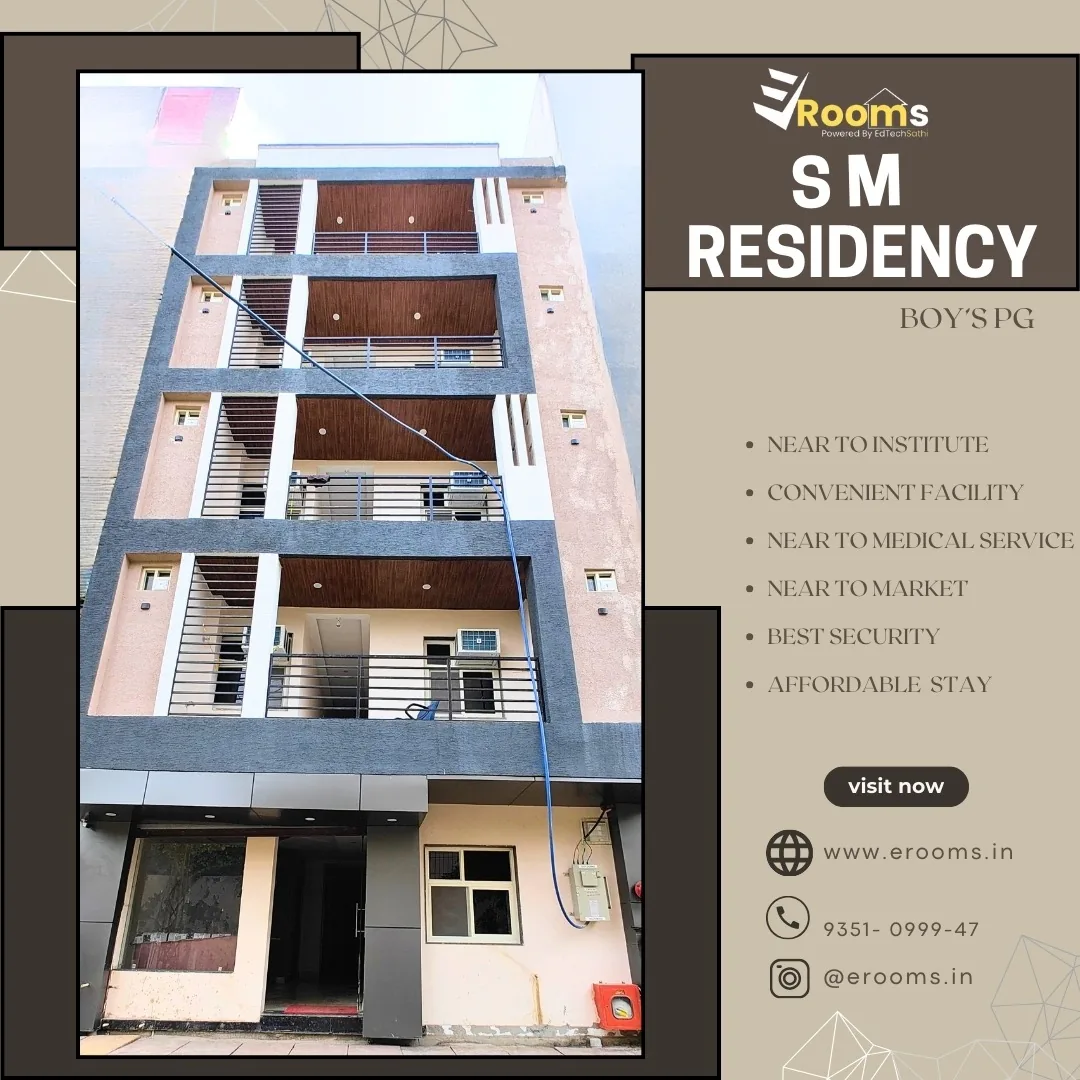 ERooms
Powered By EdTechSathi
S M
RESIDENCY
BOY'S PG
NEAR TO INSTITUTE
CONVENIENT FACILITY
NEAR TO MEDICAL SERVICE
NEAR TO MARKET
BEST SECURITY
AFFORDABLE STAY
visit now
www.erooms.in
9351- 0999-47
@erooms.in